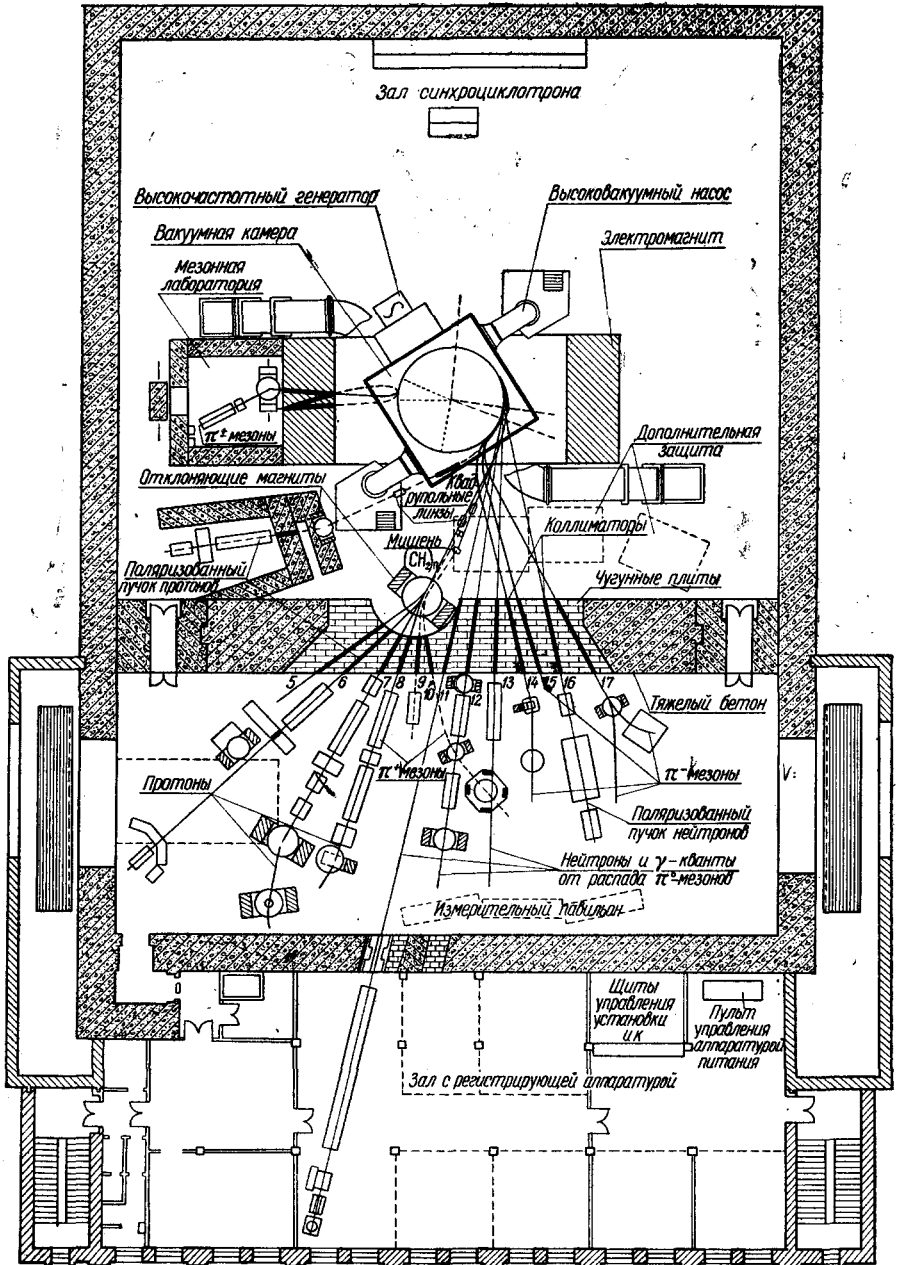 Зал синхроциклотрона
Высокочастотный генератор
Высоковакуумный насос
Вакуумная камера
Электромагнит
Мезонная
лаборатория
π± мезоны
Дополнительная
защита
Отклоняющие магниты
Квад
рупольные
линзы
Коллиматоры
Мишень
(CH₂)n
Поляризованный
пучок протонов
Чугунные плиты
5 6 7 8 9 10 11 12 13 14 15 16 17
Тяжелый бетон
π⁺ мезоны
π⁻ мезоны
Протоны
Поляризованный
пучок нейтронов
Нейтроны и γ-кванты
от распада π°-мезонов
Измерительный павильон
Щиты
управления
установки
и к
Пульт
управления
аппаратурой
питания
Зал с регистрирующей аппаратурой